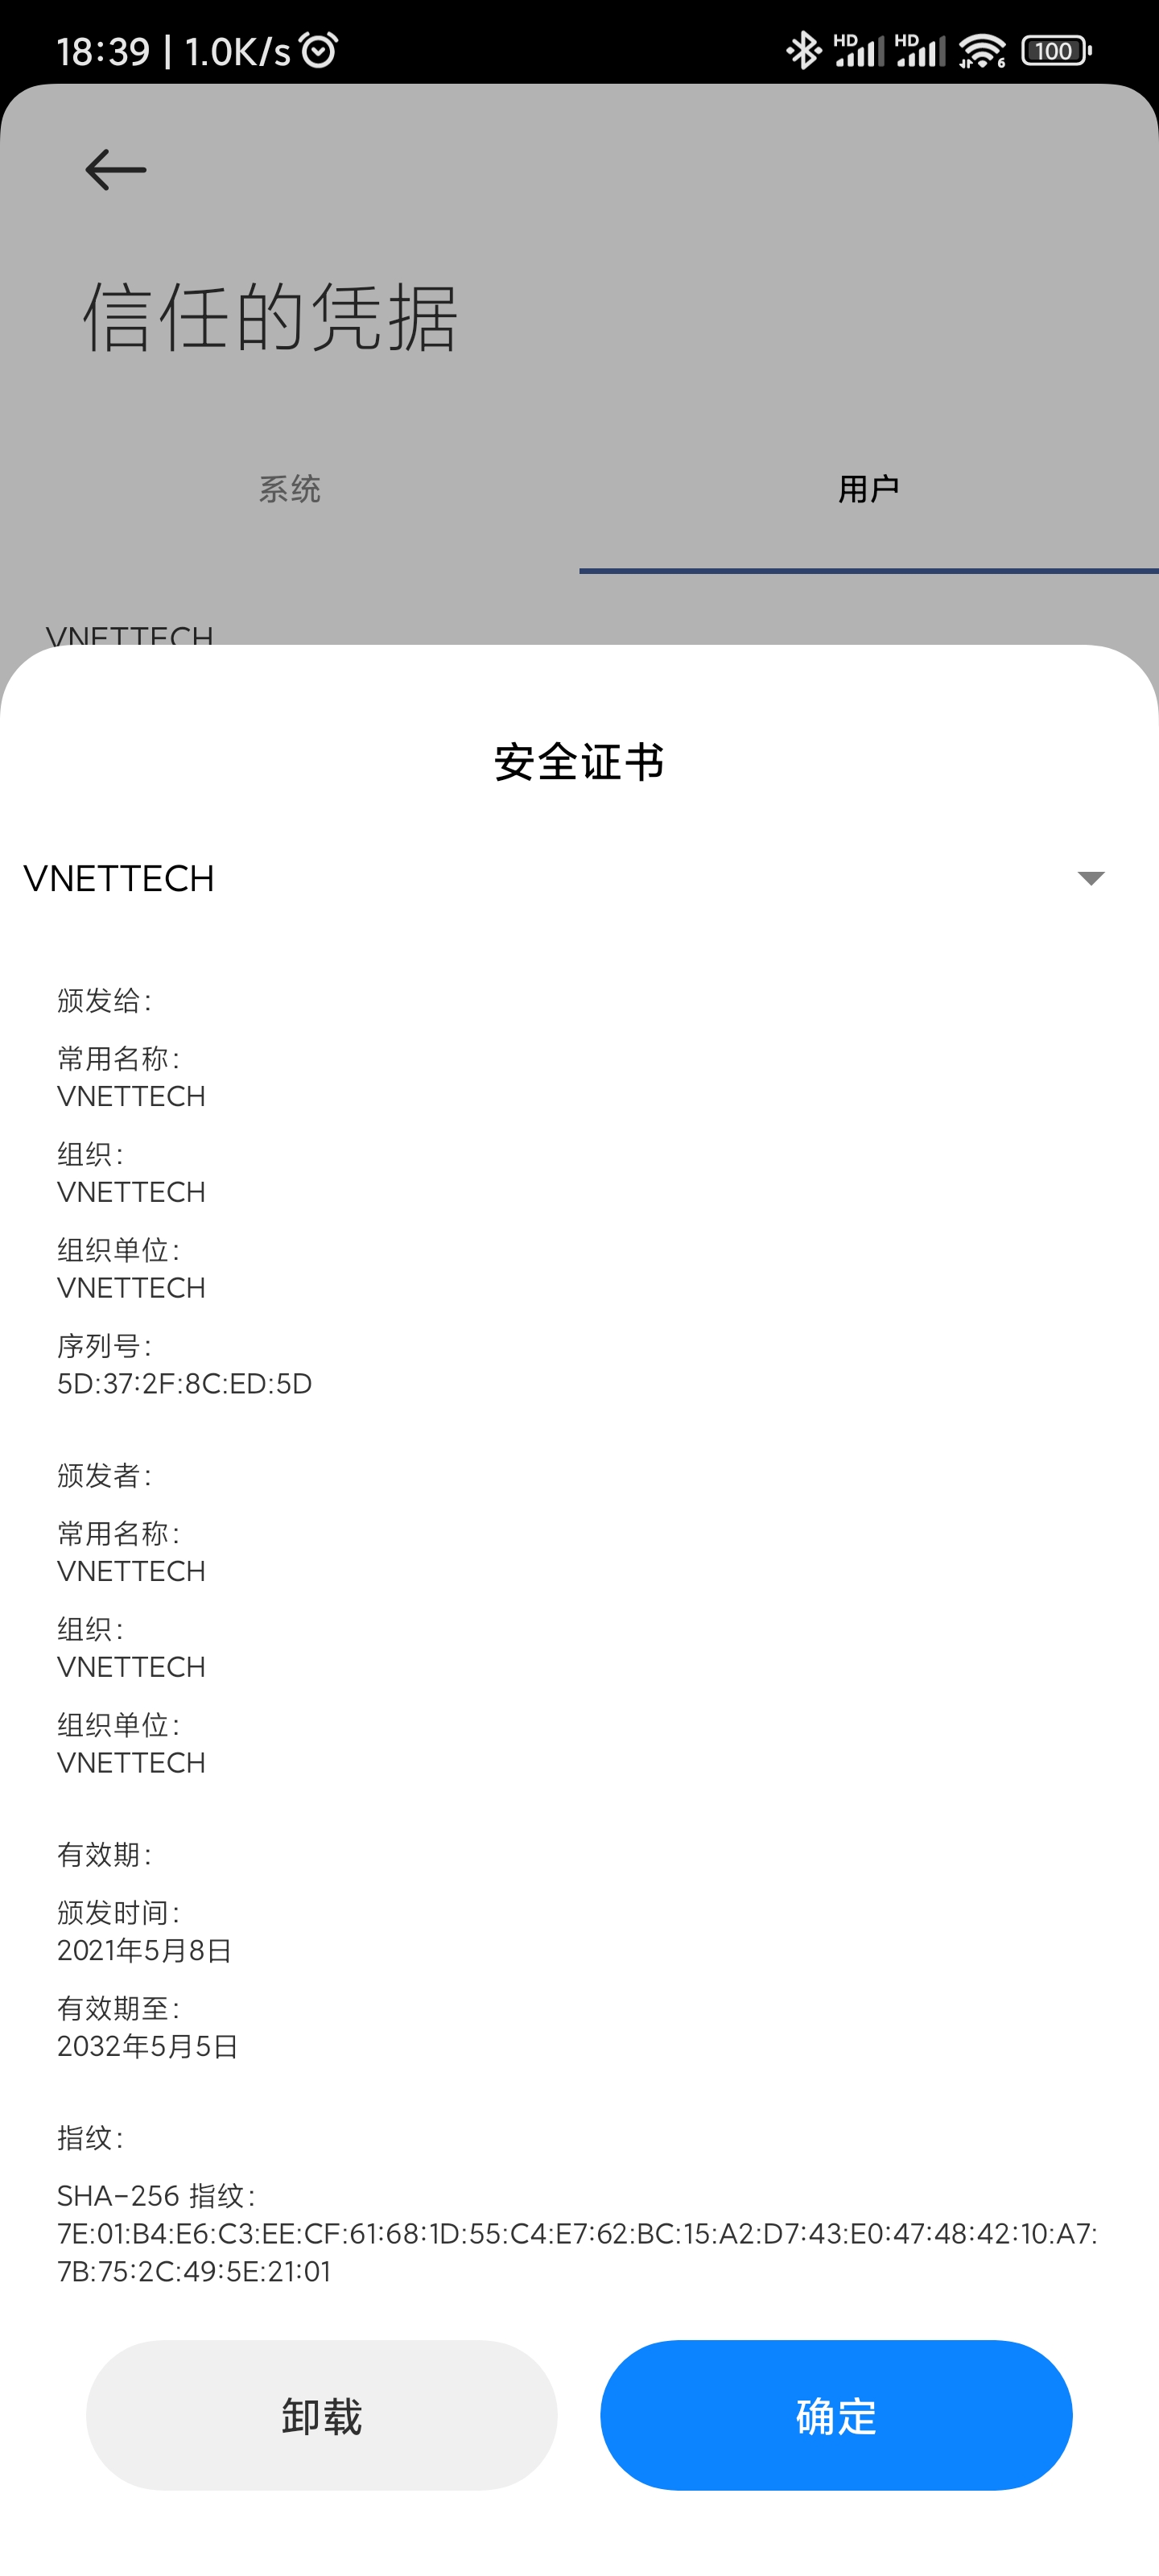 18:39 | 1.0K/s
HD HD 6 100
信任的凭据
系统 用户
VNETTECH
安全证书
VNETTECH
颁发给：
常用名称：
VNETTECH
组织：
VNETTECH
组织单位：
VNETTECH
序列号：
5D:37:2F:8C:ED:5D
颁发者：
常用名称：
VNETTECH
组织：
VNETTECH
组织单位：
VNETTECH
有效期：
颁发时间：
2021年5月8日
有效期至：
2032年5月5日
指纹：
SHA-256 指纹：
7E:01:B4:E6:C3:EE:CF:61:68:1D:55:C4:E7:62:BC:15:A2:D7:43:E0:47:48:42:10:A7:
7B:75:2C:49:5E:21:01
卸载 确定